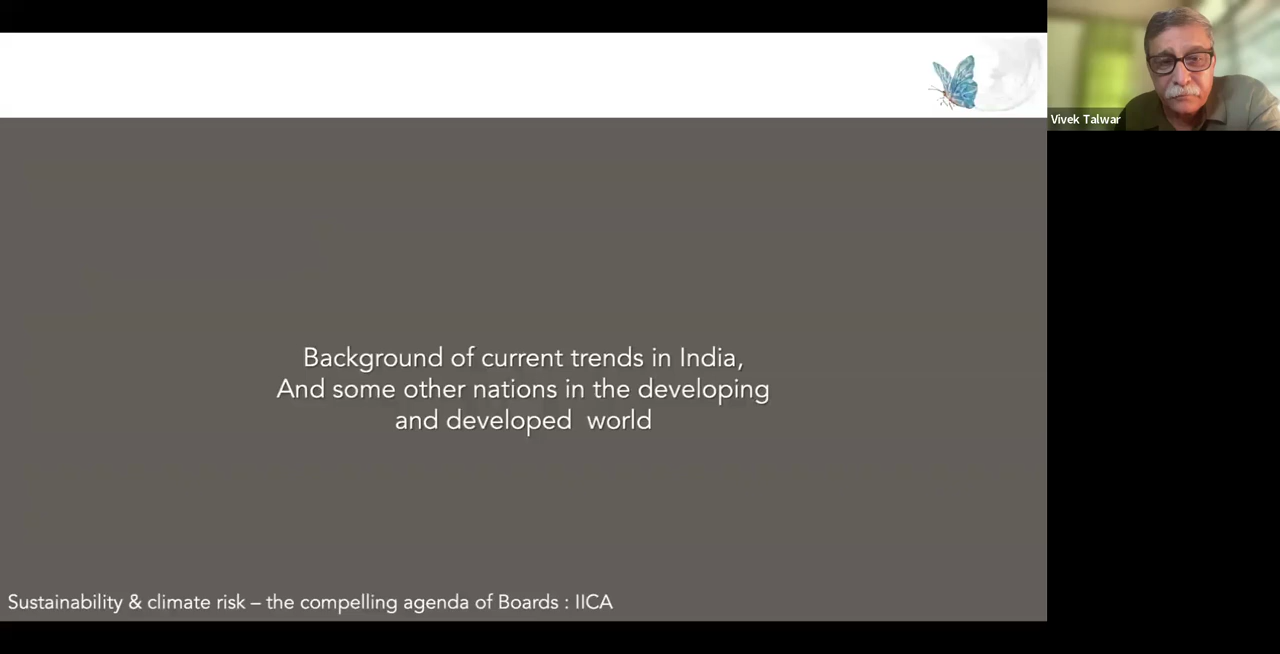 Vivek Talwar
Background of current trends in India,
And some other nations in the developing
and developed  world
Sustainability & climate risk – the compelling agenda of Boards : IICA